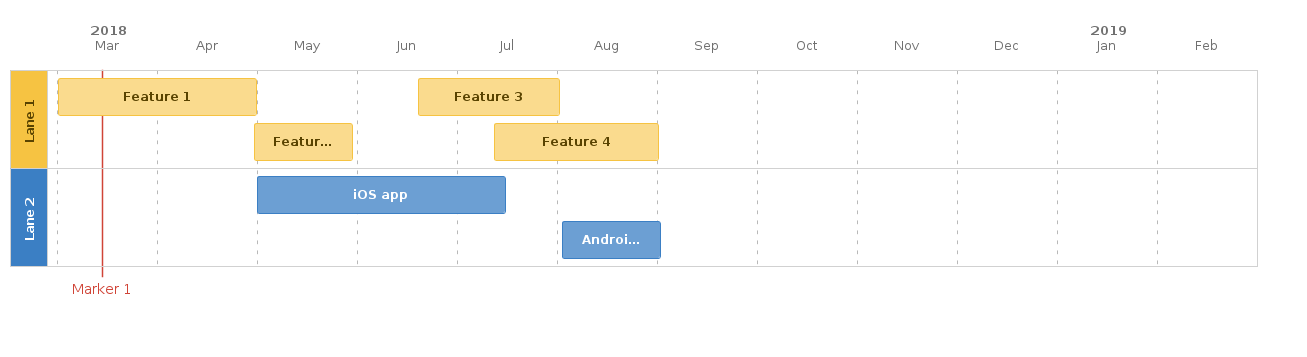 2018 2019
Mar Apr May Jun Jul Aug Sep Oct Nov Dec Jan Feb
Lane 1
Feature 1 Feature 3
Featur... Feature 4
Lane 2
iOS app
Androi...
Marker 1